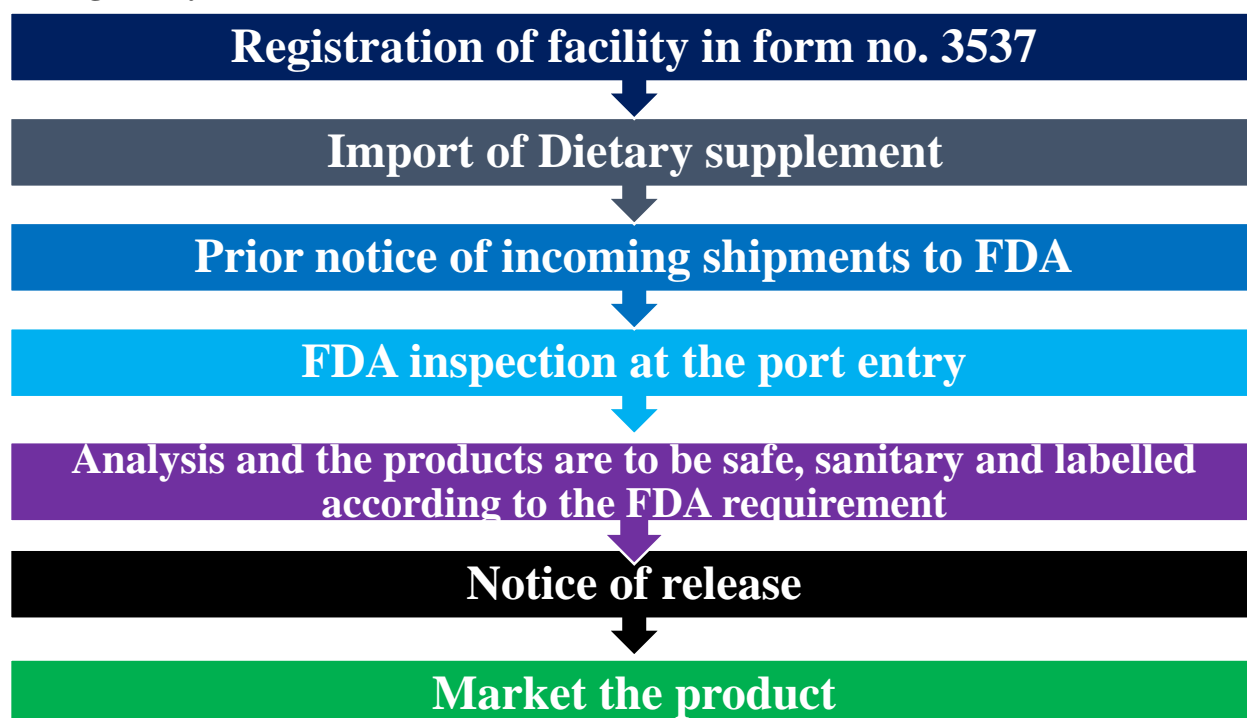 Registration of facility in form no. 3537
Import of Dietary supplement
Prior notice of incoming shipments to FDA
FDA inspection at the port entry
Analysis and the products are to be safe, sanitary and labelled
according to the FDA requirement
Notice of release
Market the product